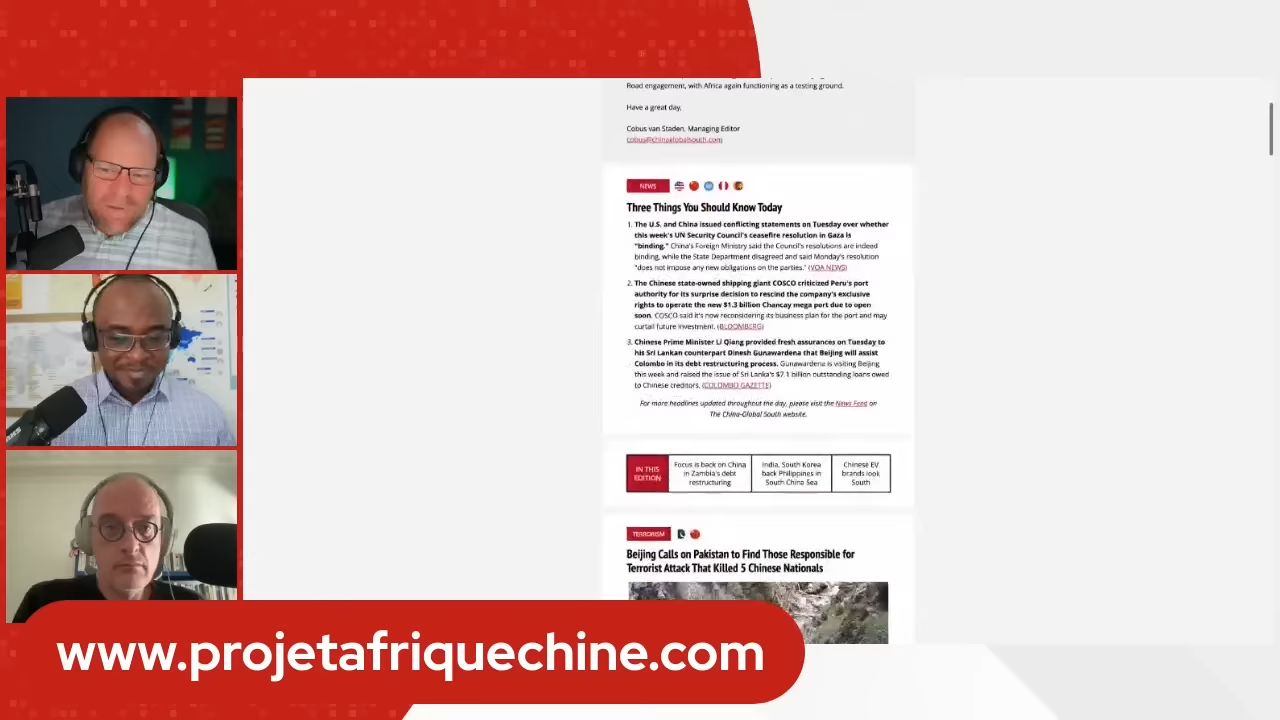 Road engagement, with Africa again functioning as a testing ground.
Have a great day,
Cobus van Staden, Managing Editor
cobus@chinaglobalsouth.com
NEWS
Three Things You Should Know Today
1. The U.S. and China issued conflicting statements on Tuesday over whether
this week's UN Security Council's ceasefire resolution in Gaza is
"binding." China's Foreign Ministry said the Council's resolutions are indeed
binding, while the State Department disagreed and said Monday's resolution
"does not impose any new obligations on the parties." (VOA NEWS)
2. The Chinese state-owned shipping giant COSCO criticized Peru's port
authority for its surprise decision to rescind the company's exclusive
rights to operate the new $1.3 billion Chancay mega port due to open
soon. COSCO said it's now reconsidering its business plan for the port and may
curtail future investment. (BLOOMBERG)
3. Chinese Prime Minister Li Qiang provided fresh assurances on Tuesday to
his Sri Lankan counterpart Dinesh Gunawardena that Beijing will assist
Colombo in its debt restructuring process. Gunawardena is visiting Beijing
this week and raised the issue of Sri Lanka's $7.1 billion outstanding loans owed
to Chinese creditors. (COLOMBO GAZETTE)
For more headlines updated throughout the day, please visit the News Feed on
The China-Global South website.
IN THIS
EDITION
Focus is back on China
in Zambia's debt
restructuring
India, South Korea
back Philippines in
South China Sea
Chinese EV
brands look
South
TERRORISM
Beijing Calls on Pakistan to Find Those Responsible for
Terrorist Attack That Killed 5 Chinese Nationals
www.projetafriquechine.com